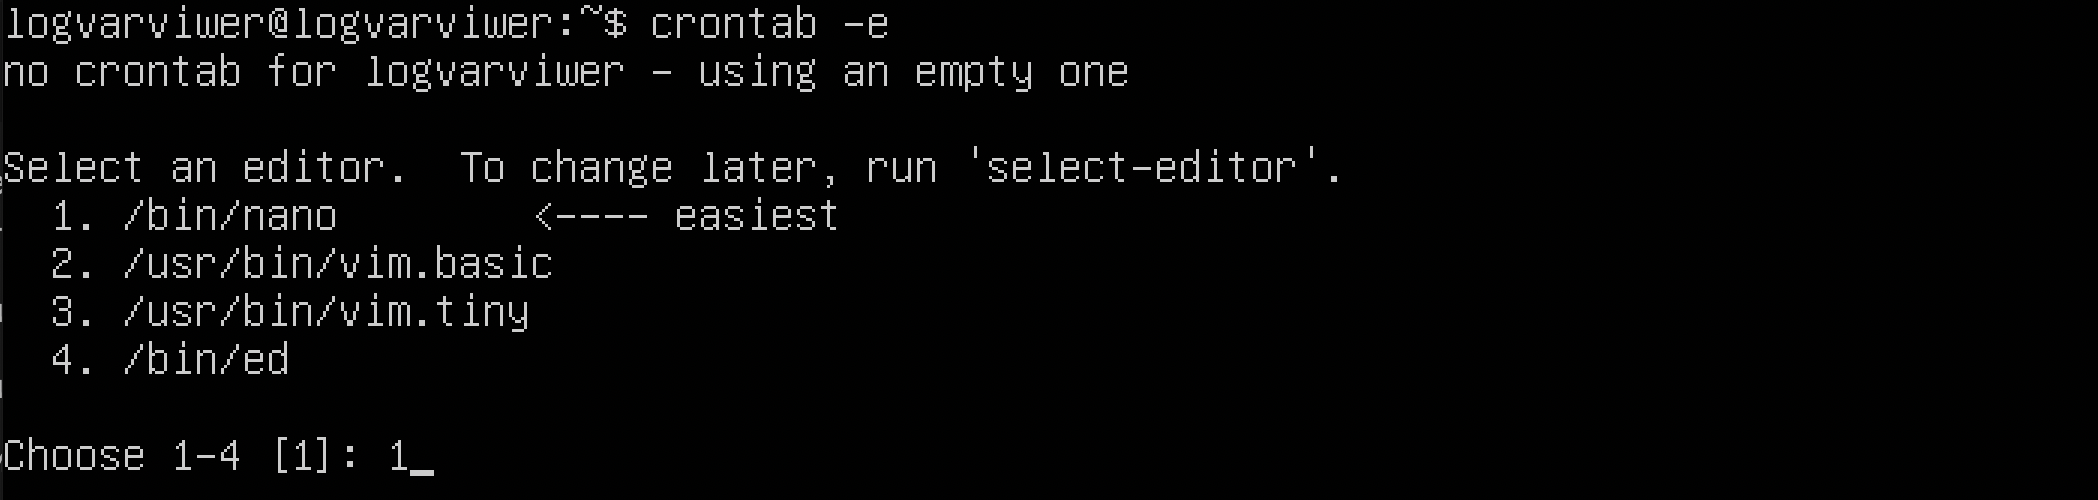 logvarviwer@logvarviwer:~$ crontab -e
no crontab for logvarviwer - using an empty one

Select an editor.  To change later, run 'select-editor'.
  1. /bin/nano        <---- easiest
  2. /usr/bin/vim.basic
  3. /usr/bin/vim.tiny
  4. /bin/ed

Choose 1-4 [1]: 1_